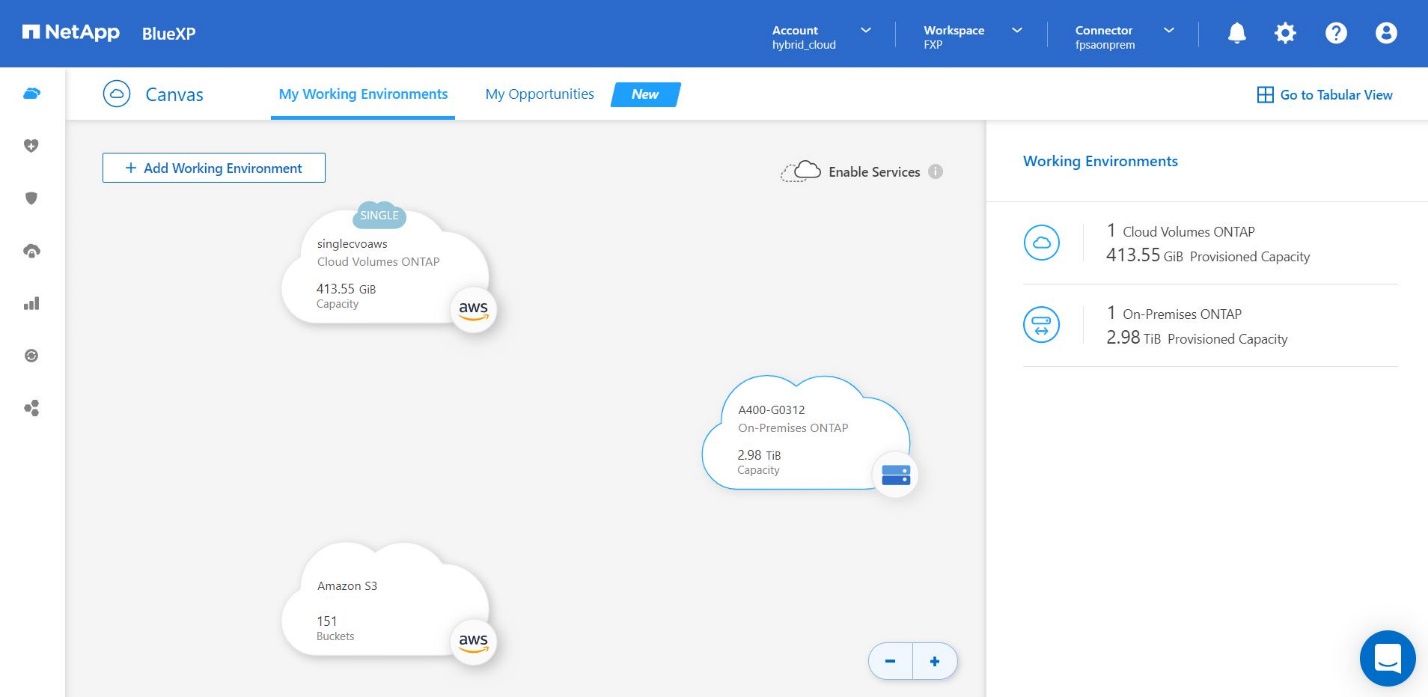 NetApp BlueXP
Account
hybrid_cloud
Workspace
FXP
Connector
fpsaonprem
Canvas
My Working Environments
My Opportunities
New
Go to Tabular View
+ Add Working Environment
Enable Services
SINGLE
singlecvoaws
Cloud Volumes ONTAP
413.55 GiB
Capacity
aws
A400-G0312
On-Premises ONTAP
2.98 TiB
Capacity
Amazon S3
151
Buckets
aws
Working Environments
1 Cloud Volumes ONTAP
413.55 GiB Provisioned Capacity
1 On-Premises ONTAP
2.98 TiB Provisioned Capacity